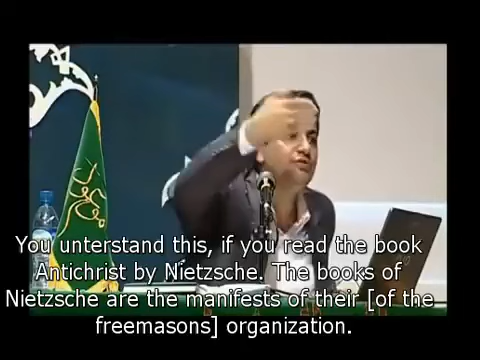 You unterstand this, if you read the book
Antichrist by Nietzsche. The books of
Nietzsche are the manifests of their [of the
freemasons] organization.